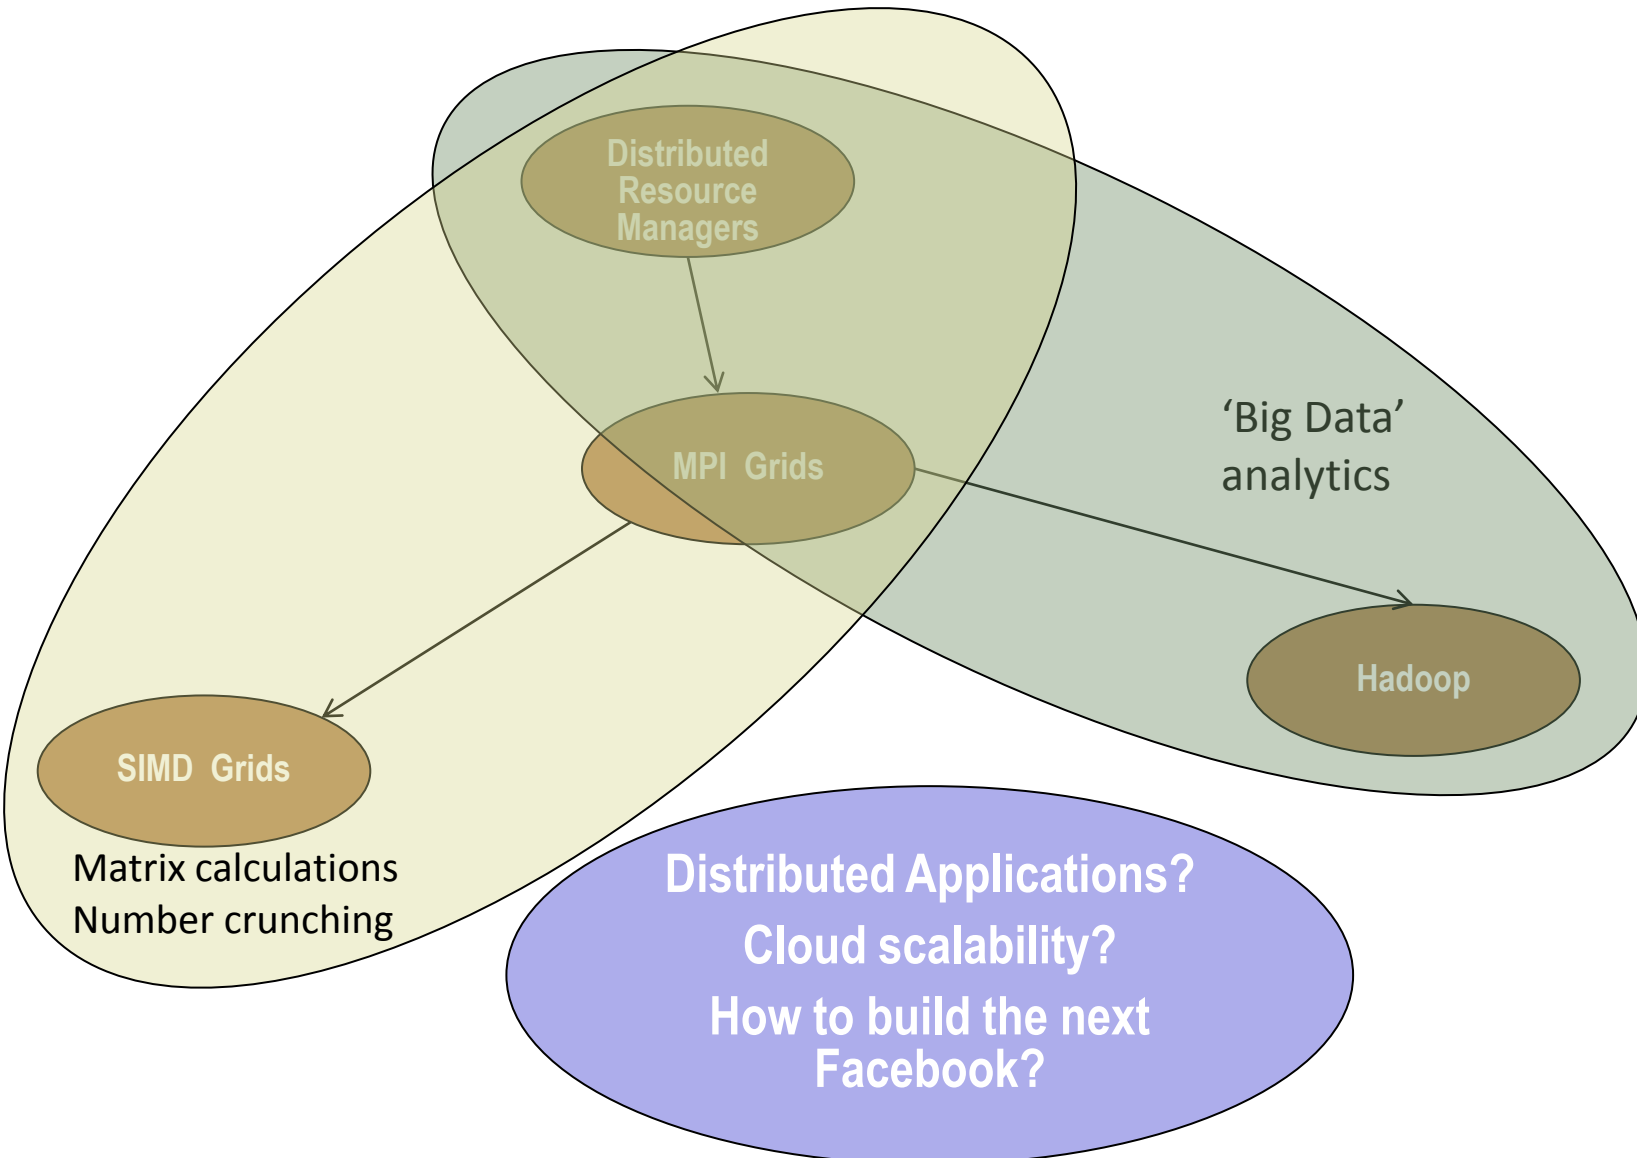 Distributed
Resource
Managers
MPI Grids
‘Big Data’
analytics
Hadoop
SIMD Grids
Matrix calculations
Number crunching
Distributed Applications?
Cloud scalability?
How to build the next
Facebook?